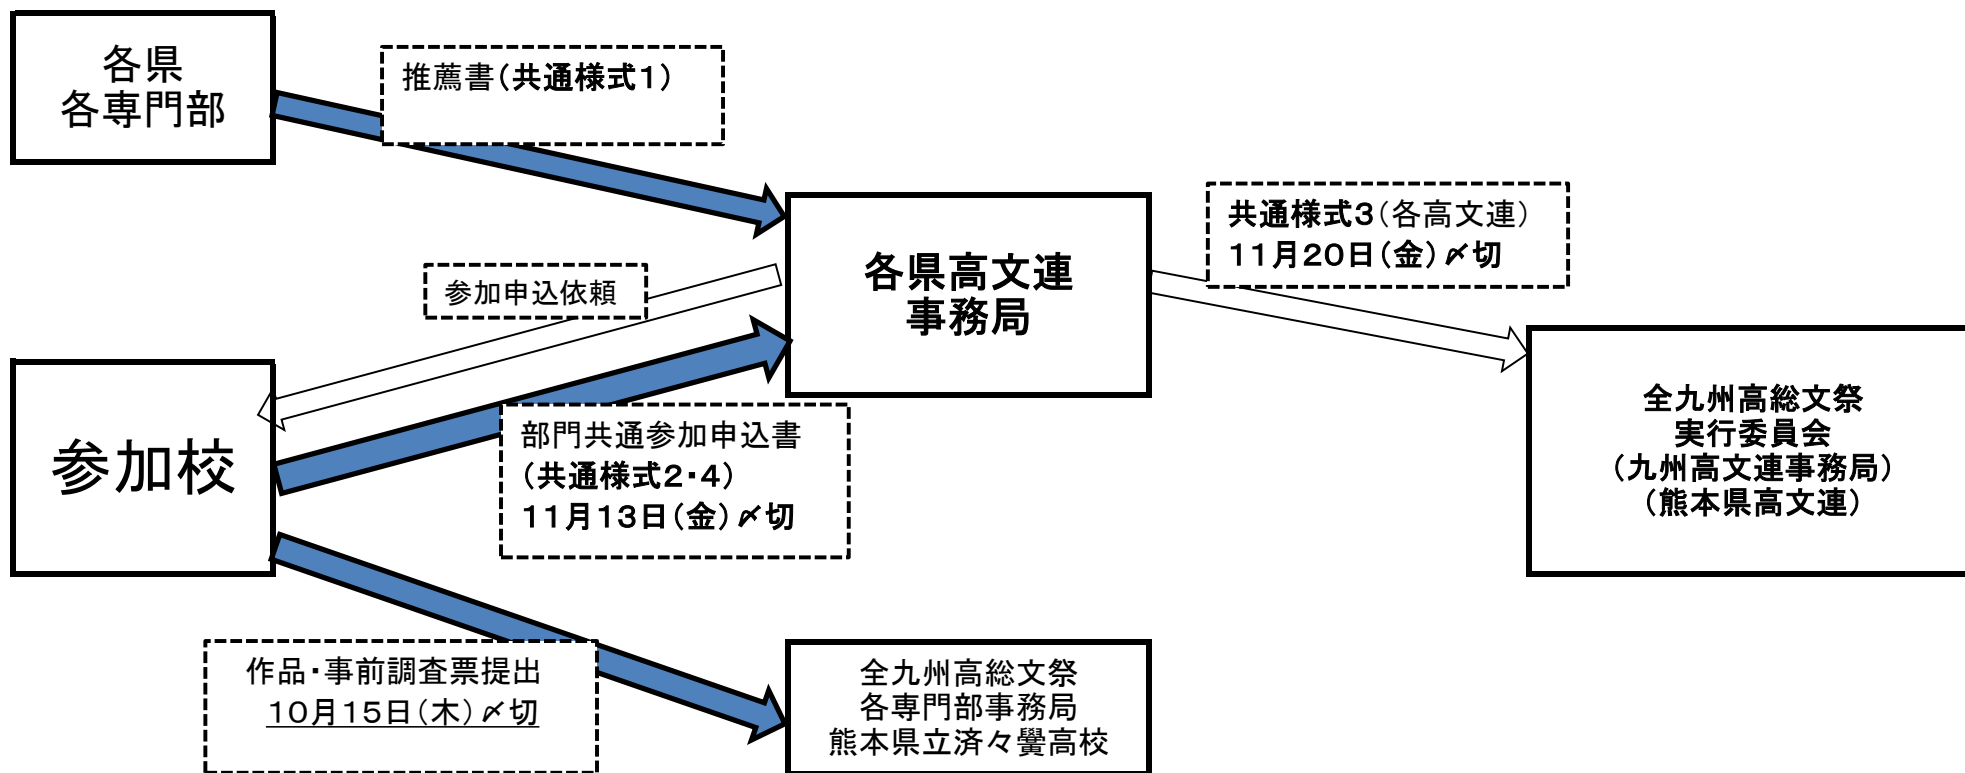 各県
各専門部
推薦書(共通様式1)
共通様式3(各高文連)
11月20日(金)〆切
各県高文連
事務局
参加申込依頼
全九州高総文祭
実行委員会
(九州高文連事務局)
(熊本県高文連)
参加校
部門共通参加申込書
(共通様式2・4)
11月13日(金)〆切
作品・事前調査票提出
10月15日(木)〆切
全九州高総文祭
各専門部事務局
熊本県立済々黌高校